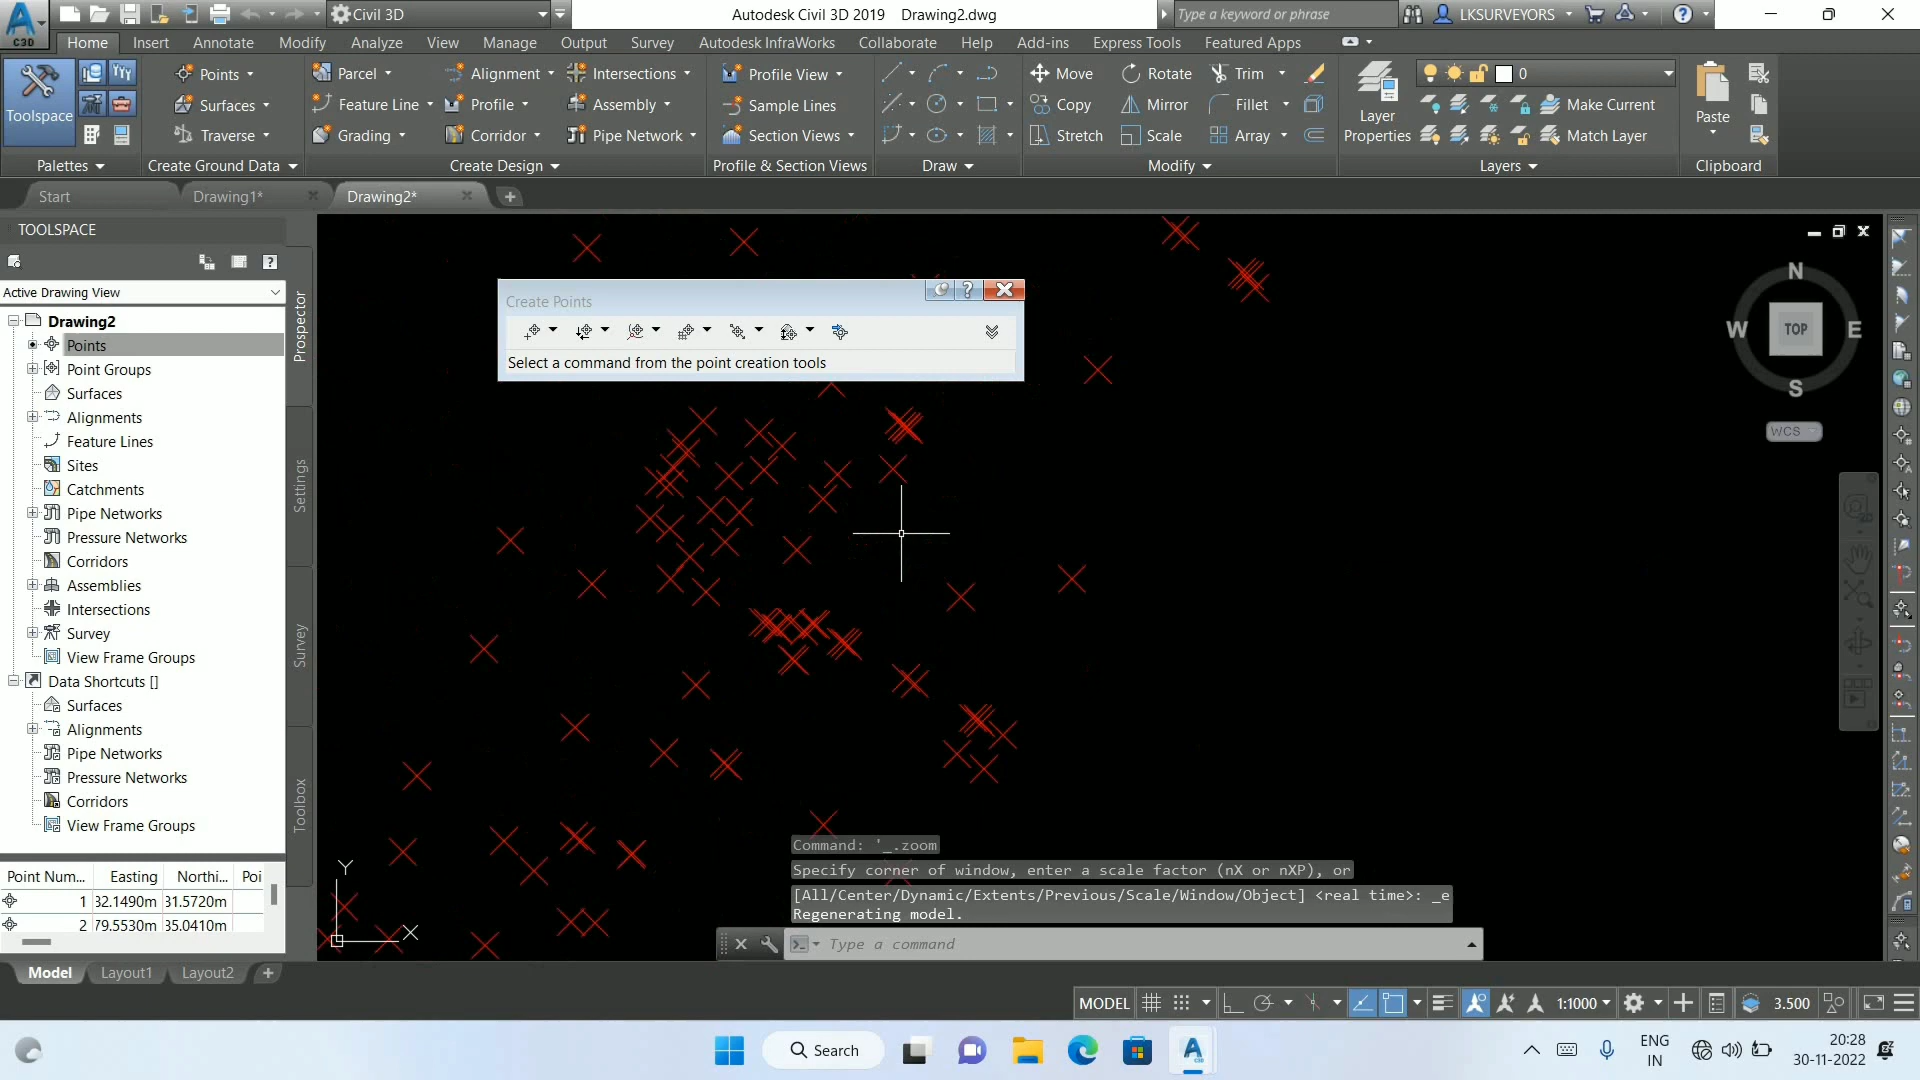 C3D
Civil 3D
Autodesk Civil 3D 2019 Drawing2.dwg
Type a keyword or phrase
LKSURVEYORS
Home Insert Annotate Modify Analyze View Manage Output Survey Autodesk InfraWorks Collaborate Help Add-ins Express Tools Featured Apps
Points Parcel Alignment Intersections Profile View Move Rotate Trim 0
Toolspace Surfaces Feature Line Profile Assembly Sample Lines Copy Mirror Fillet Layer Properties Make Current Paste
Traverse Grading Corridor Pipe Network Section Views Stretch Scale Array Match Layer
Palettes Create Ground Data Create Design Profile & Section Views Draw Modify Layers Clipboard
Start Drawing1* Drawing2*
TOOLSPACE
Active Drawing View
Drawing2
Points
Point Groups
Surfaces
Alignments
Feature Lines
Sites
Catchments
Pipe Networks
Pressure Networks
Corridors
Assemblies
Intersections
Survey
View Frame Groups
Data Shortcuts []
Surfaces
Alignments
Pipe Networks
Pressure Networks
Corridors
View Frame Groups
Prospector
Settings
Survey
Toolbox
Point Num... Easting Northi... Poi
1 32.1490m 31.5720m
2 79.5530m 35.0410m
Create Points
Select a command from the point creation tools
N
W TOP E
S
WCS
Y
X
Command: '_.zoom
Specify corner of window, enter a scale factor (nX or nXP), or
[All/Center/Dynamic/Extents/Previous/Scale/Window/Object] <real time>: _e
Regenerating model.
Type a command
Model Layout1 Layout2
MODEL 1:1000 3.500
Search
ENG
IN
20:28
30-11-2022